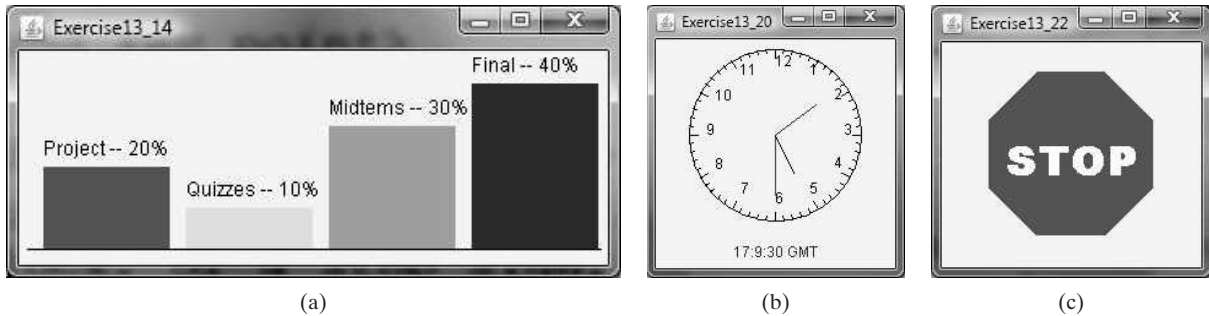 Exercise13_14
Final -- 40%
Midtems -- 30%
Project -- 20%
Quizzes -- 10%
(a)
Exercise13_20
12
1
2
3
4
5
6
7
8
9
10
11
17:9:30 GMT
(b)
Exercise13_22
STOP
(c)